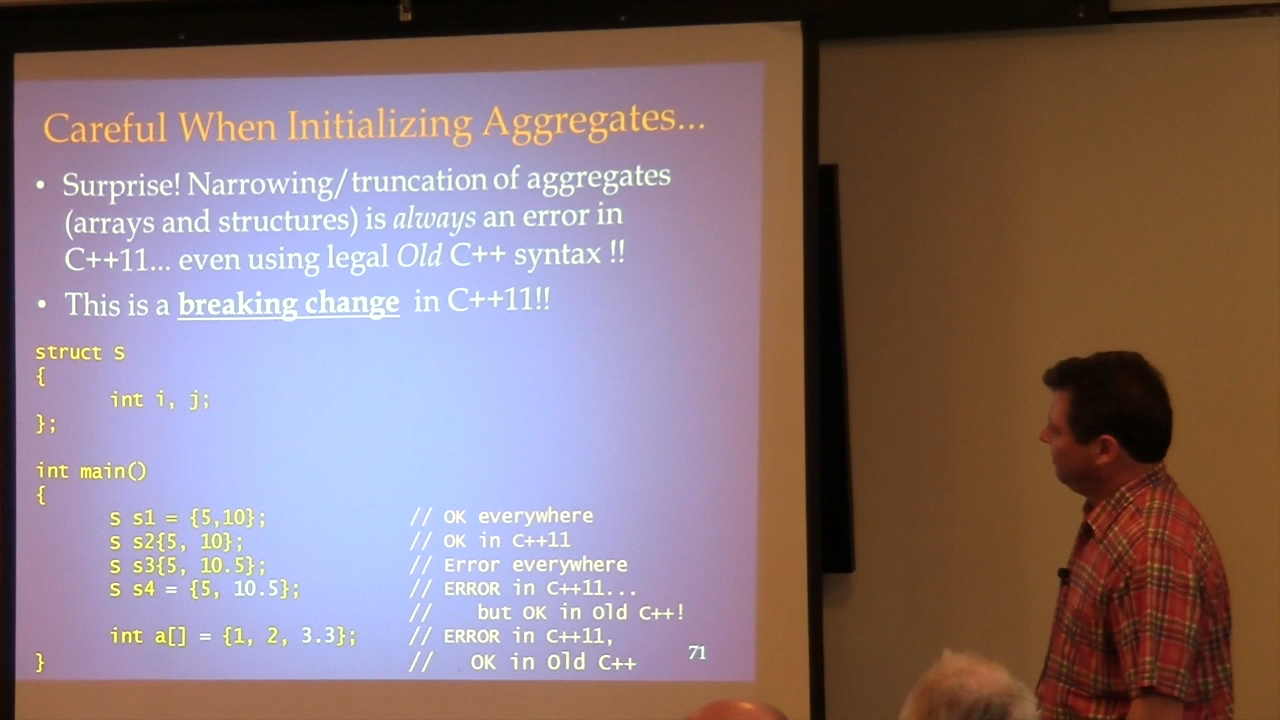 Careful When Initializing Aggregates...
• Surprise! Narrowing/truncation of aggregates
(arrays and structures) is always an error in
C++11... even using legal Old C++ syntax !!
• This is a breaking change in C++11!!
struct S
{
int i, j;
};
int main()
{
S s1 = {5,10}; // OK everywhere
S s2{5, 10}; // OK in C++11
S s3{5, 10.5}; // Error everywhere
S s4 = {5, 10.5}; // ERROR in C++11...
// but OK in Old C++!
int a[] = {1, 2, 3.3}; // ERROR in C++11,
} // OK in Old C++
71